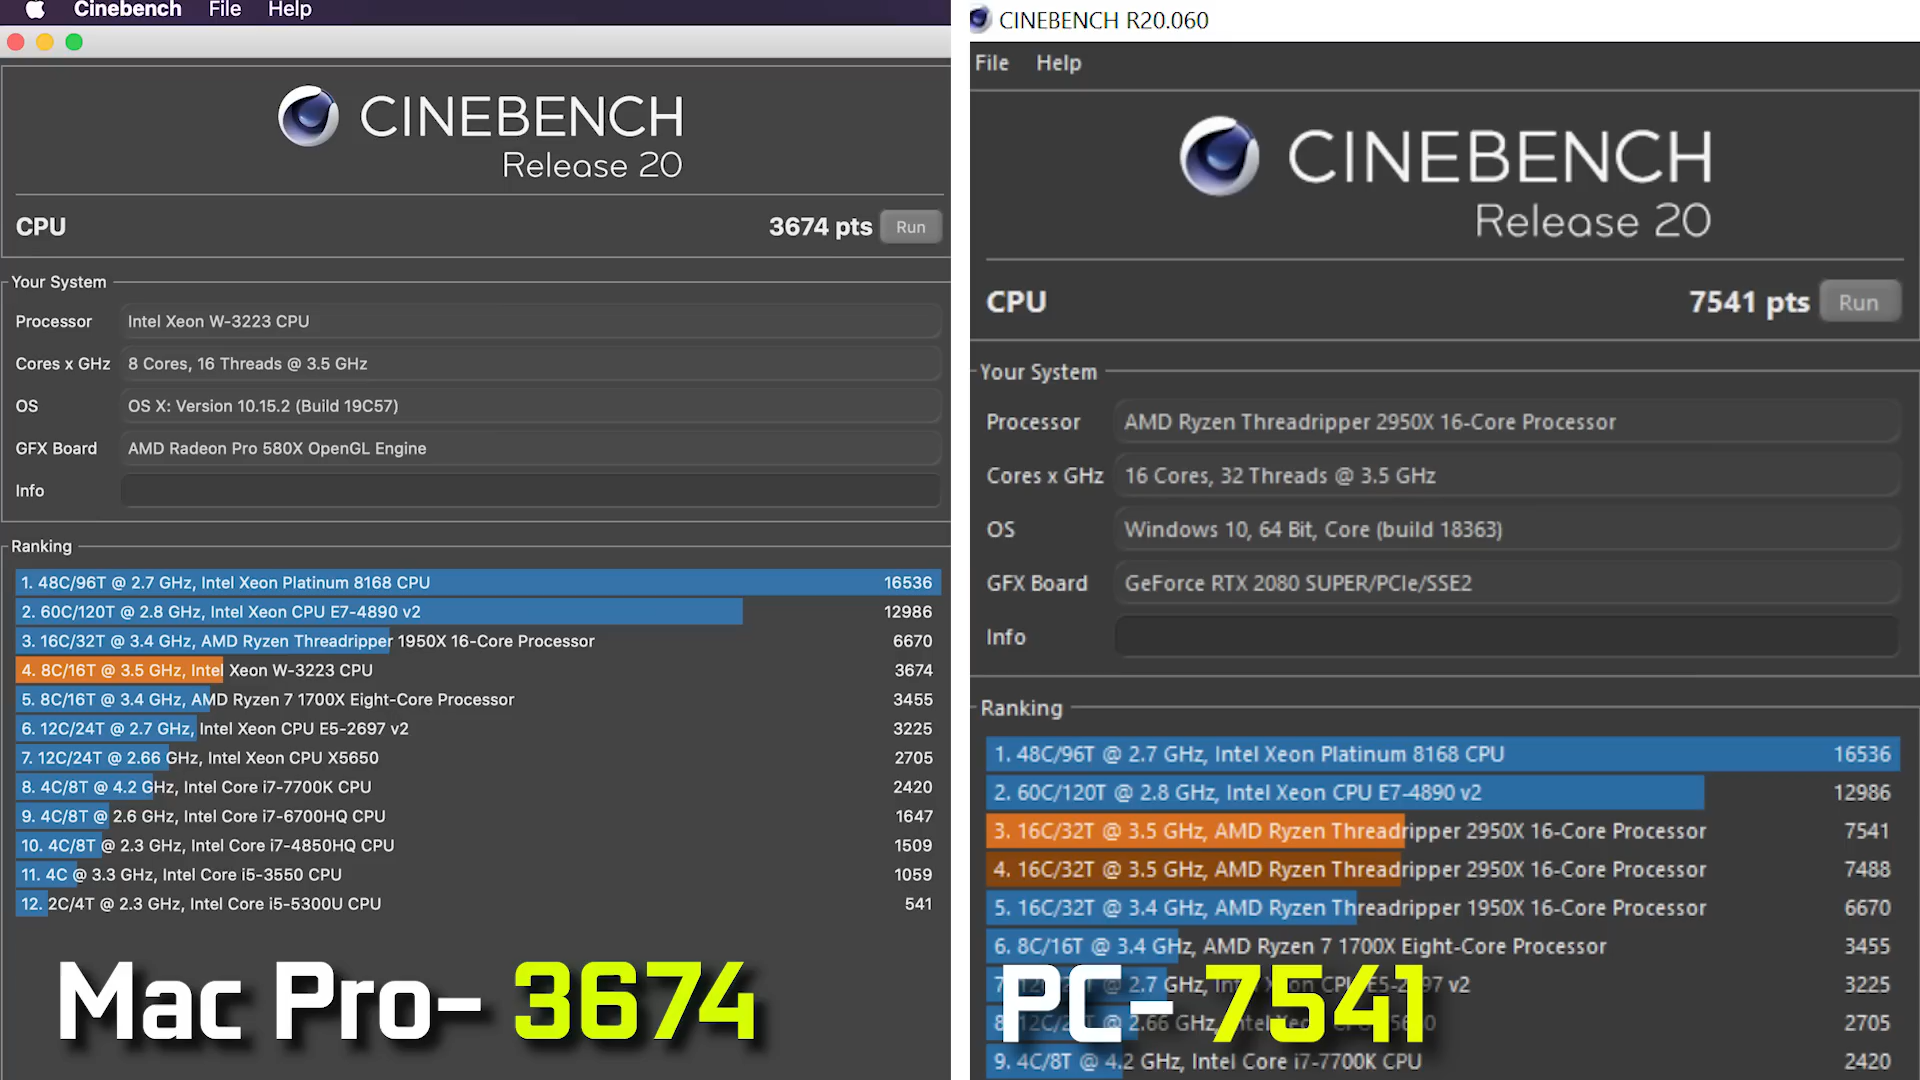 Cinebench File Help
CINEBENCH
Release 20
CPU 3674 pts Run
Your System
Processor Intel Xeon W-3223 CPU
Cores x GHz 8 Cores, 16 Threads @ 3.5 GHz
OS OS X: Version 10.15.2 (Build 19C57)
GFX Board AMD Radeon Pro 580X OpenGL Engine
Info
Ranking
1. 48C/96T @ 2.7 GHz, Intel Xeon Platinum 8168 CPU 16536
2. 60C/120T @ 2.8 GHz, Intel Xeon CPU E7-4890 v2 12986
3. 16C/32T @ 3.4 GHz, AMD Ryzen Threadripper 1950X 16-Core Processor 6670
4. 8C/16T @ 3.5 GHz, Intel Xeon W-3223 CPU 3674
5. 8C/16T @ 3.4 GHz, AMD Ryzen 7 1700X Eight-Core Processor 3455
6. 12C/24T @ 2.7 GHz, Intel Xeon CPU E5-2697 v2 3225
7. 12C/24T @ 2.66 GHz, Intel Xeon CPU X5650 2705
8. 4C/8T @ 4.2 GHz, Intel Core i7-7700K CPU 2420
9. 4C/8T @ 2.6 GHz, Intel Core i7-6700HQ CPU 1647
10. 4C/8T @ 2.3 GHz, Intel Core i7-4850HQ CPU 1509
11. 4C @ 3.3 GHz, Intel Core i5-3550 CPU 1059
12. 2C/4T @ 2.3 GHz, Intel Core i5-5300U CPU 541
Mac Pro- 3674
CINEBENCH R20.060
File Help
CINEBENCH
Release 20
CPU 7541 pts Run
Your System
Processor AMD Ryzen Threadripper 2950X 16-Core Processor
Cores x GHz 16 Cores, 32 Threads @ 3.5 GHz
OS Windows 10, 64 Bit, Core (build 18363)
GFX Board GeForce RTX 2080 SUPER/PCIe/SSE2
Info
Ranking
1. 48C/96T @ 2.7 GHz, Intel Xeon Platinum 8168 CPU 16536
2. 60C/120T @ 2.8 GHz, Intel Xeon CPU E7-4890 v2 12986
3. 16C/32T @ 3.5 GHz, AMD Ryzen Threadripper 2950X 16-Core Processor 7541
4. 16C/32T @ 3.5 GHz, AMD Ryzen Threadripper 2950X 16-Core Processor 7488
5. 16C/32T @ 3.4 GHz, AMD Ryzen Threadripper 1950X 16-Core Processor 6670
6. 8C/16T @ 3.4 GHz, AMD Ryzen 7 1700X Eight-Core Processor 3455
2.7 GHz, v2 3225
@ 2.66 GHz, 2705
9. 4C/8T @ 4.2 GHz, Intel Core i7-7700K CPU 2420
PC- 7541